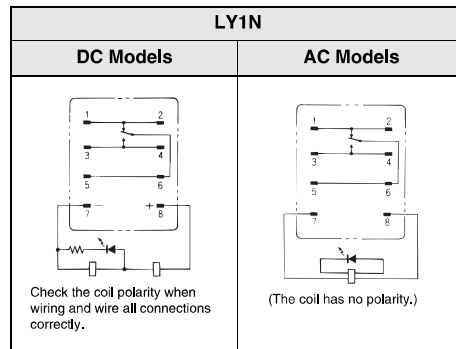 LY1N
DC Models
AC Models
1 2
3 4
5 6
7 − + 8
Check the coil polarity when
wiring and wire all connections
correctly.
1 2
3 4
5 6
7 8
(The coil has no polarity.)